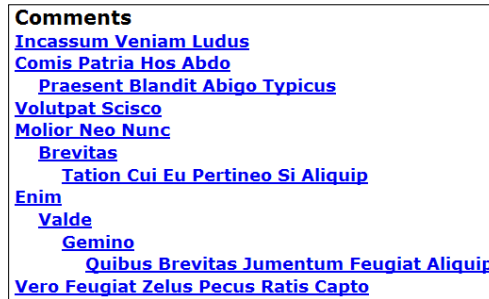 Comments
Incassum Veniam Ludus
Comis Patria Hos Abdo
Praesent Blandit Abigo Typicus
Volutpat Scisco
Molior Neo Nunc
Brevitas
Tation Cui Eu Pertineo Si Aliquip
Enim
Valde
Gemino
Quibus Brevitas Jumentum Feugiat Aliquip
Vero Feugiat Zelus Pecus Ratis Capto